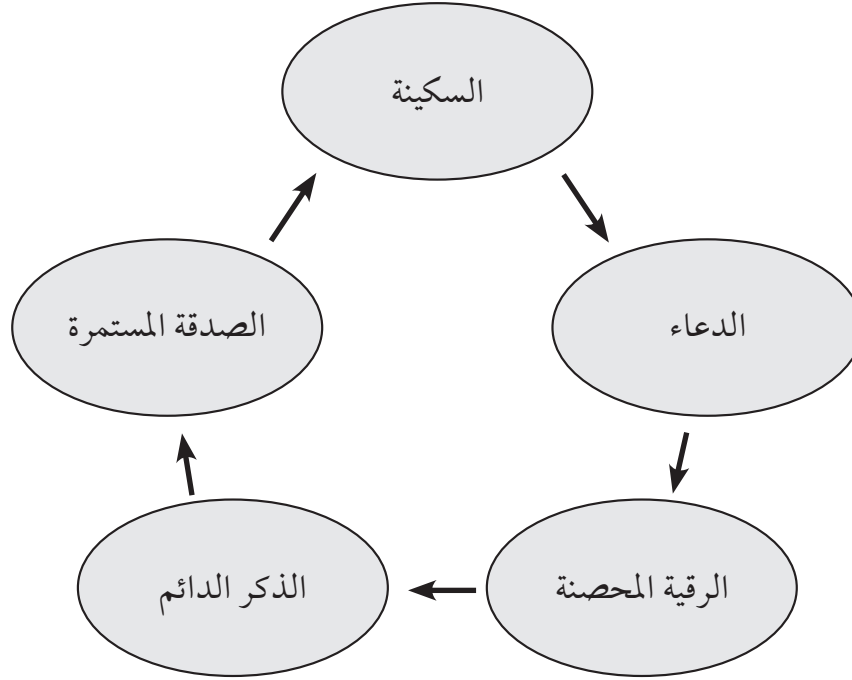 السكينة
الدعاء
الرقية المحصنة
الذكر الدائم
الصدقة المستمرة